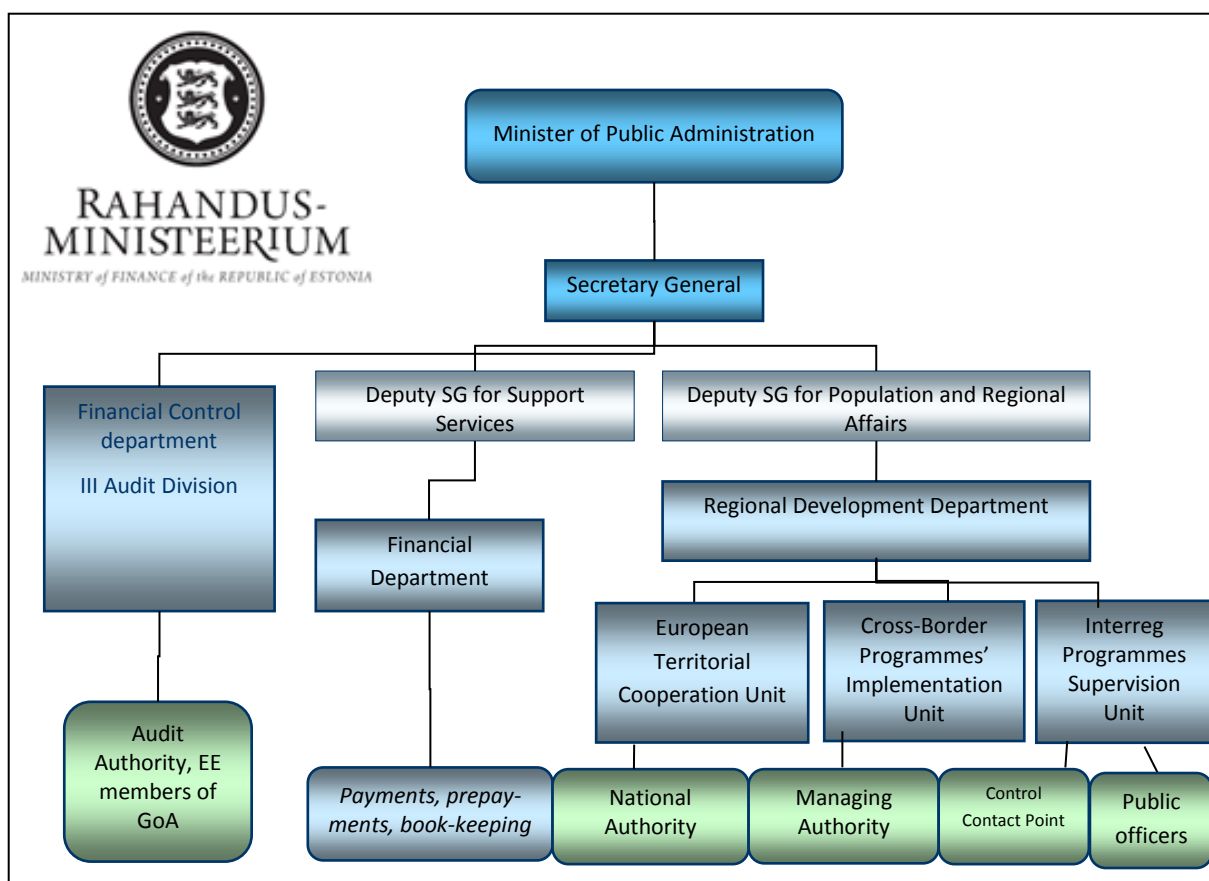 RAHANDUS-
MINISTEERIUM
MINISTRY of FINANCE of the REPUBLIC of ESTONIA
Minister of Public Administration
Secretary General
Financial Control
department
III Audit Division
Deputy SG for Support
Services
Deputy SG for Population and Regional
Affairs
Financial
Department
Regional Development Department
European
Territorial
Cooperation Unit
Cross-Border
Programmes’
Implementation
Unit
Interreg
Programmes
Supervision
Unit
Audit
Authority, EE
members of
GoA
Payments, prepay-
ments, book-keeping
National
Authority
Managing
Authority
Control
Contact Point
Public
officers